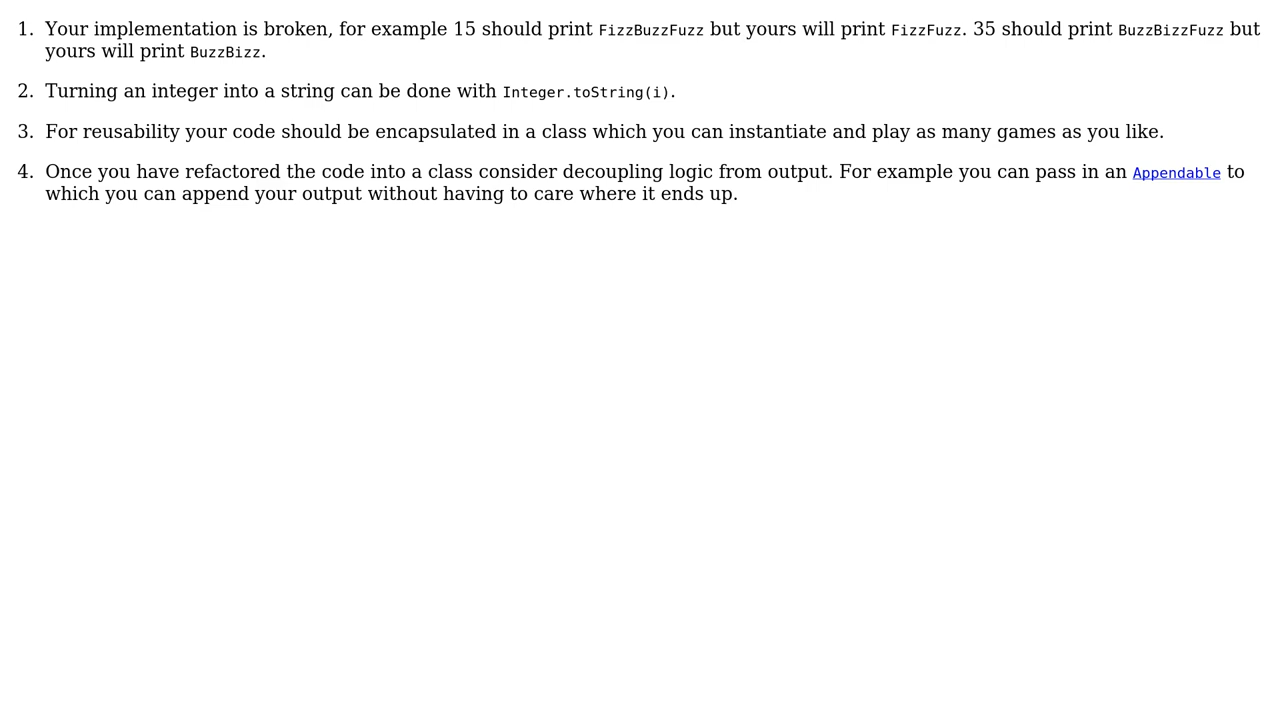 1. Your implementation is broken, for example 15 should print FizzBuzzFuzz but yours will print FizzFuzz. 35 should print BuzzBizzFuzz but
yours will print BuzzBizz.
2. Turning an integer into a string can be done with Integer.toString(i).
3. For reusability your code should be encapsulated in a class which you can instantiate and play as many games as you like.
4. Once you have refactored the code into a class consider decoupling logic from output. For example you can pass in an Appendable to
which you can append your output without having to care where it ends up.